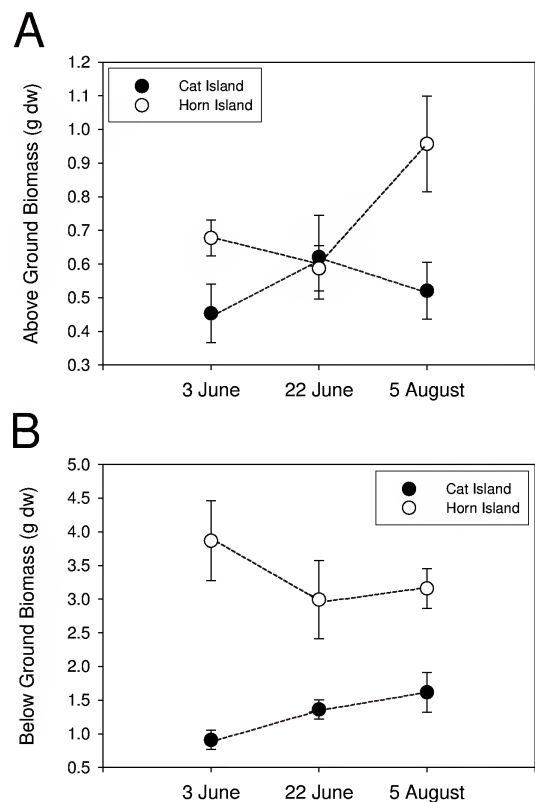 A
Above Ground Biomass (g dw)
1.2
1.1
1.0
0.9
0.8
0.7
0.6
0.5
0.4
0.3
Cat Island
Horn Island
3 June 22 June 5 August
B
Below Ground Biomass (g dw)
5.0
4.5
4.0
3.5
3.0
2.5
2.0
1.5
1.0
0.5
Cat Island
Horn Island
3 June 22 June 5 August